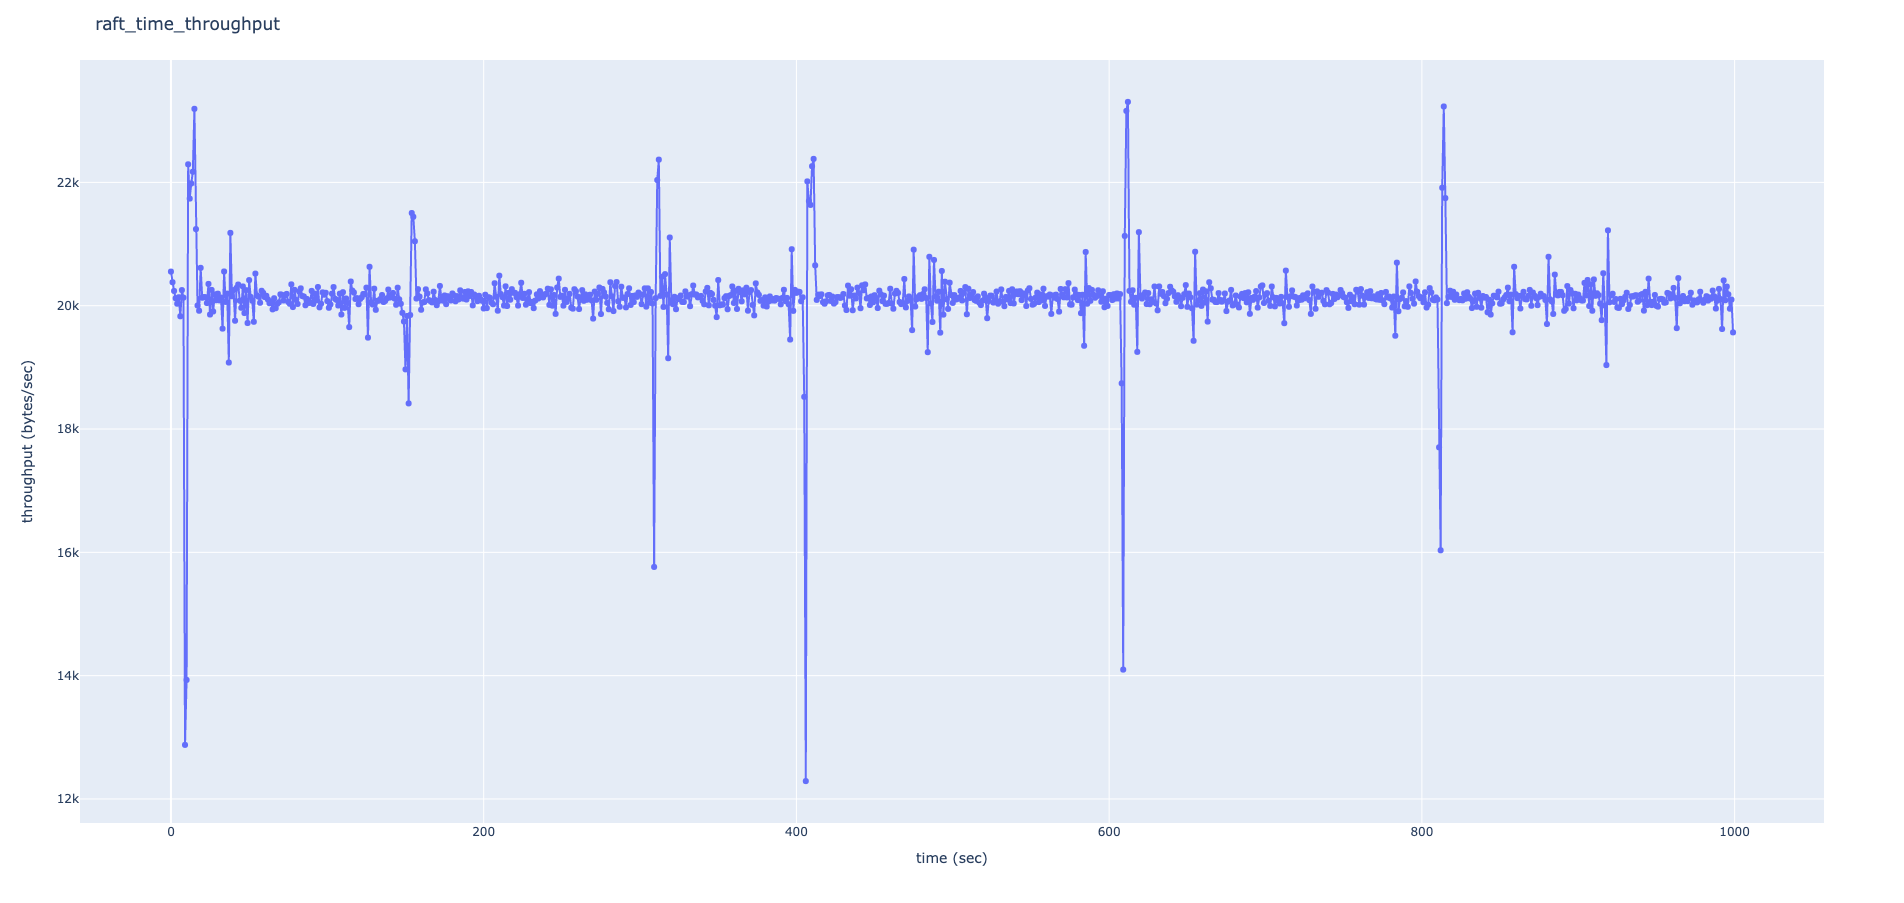 raft_time_throughput
throughput (bytes/sec)
22k
20k
18k
16k
14k
12k
0 200 400 600 800 1000
time (sec)